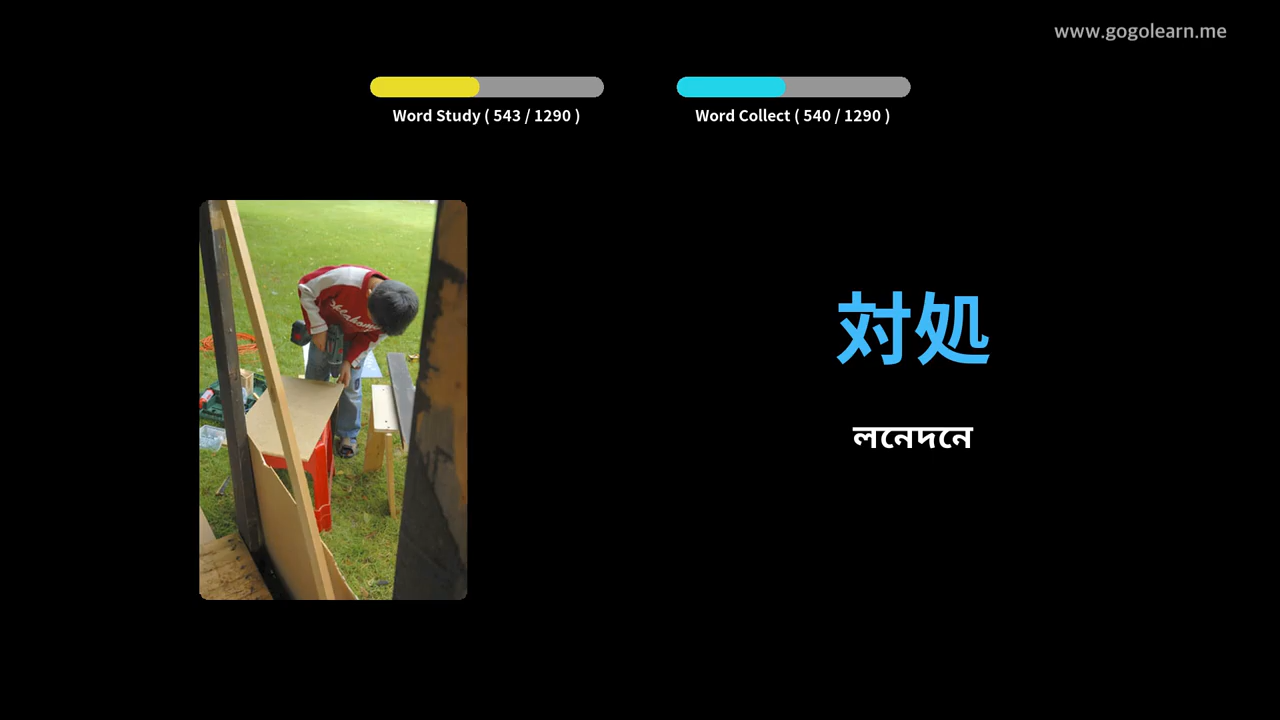 www.gogolearn.me
Word Study ( 543 / 1290 )
Word Collect ( 540 / 1290 )
対処
লনেদনে